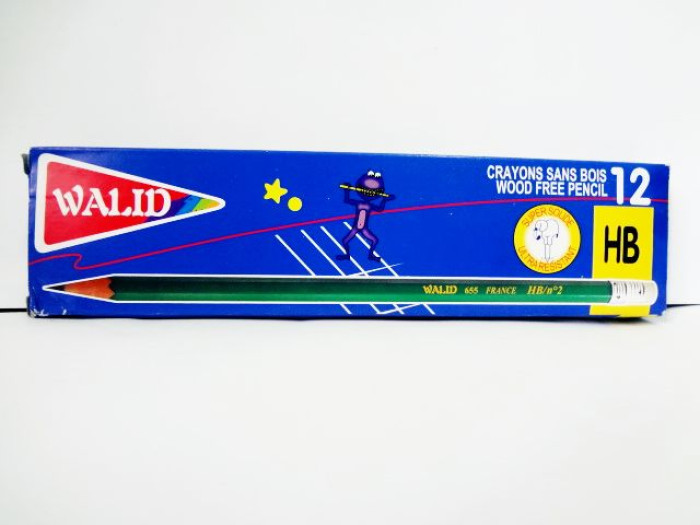 WALID
CRAYONS SANS BOIS
WOOD FREE PENCIL
12
SUPER SOLIDE
ULTRA RESISTANT
HB
WALID 655 FRANCE HB/n°2